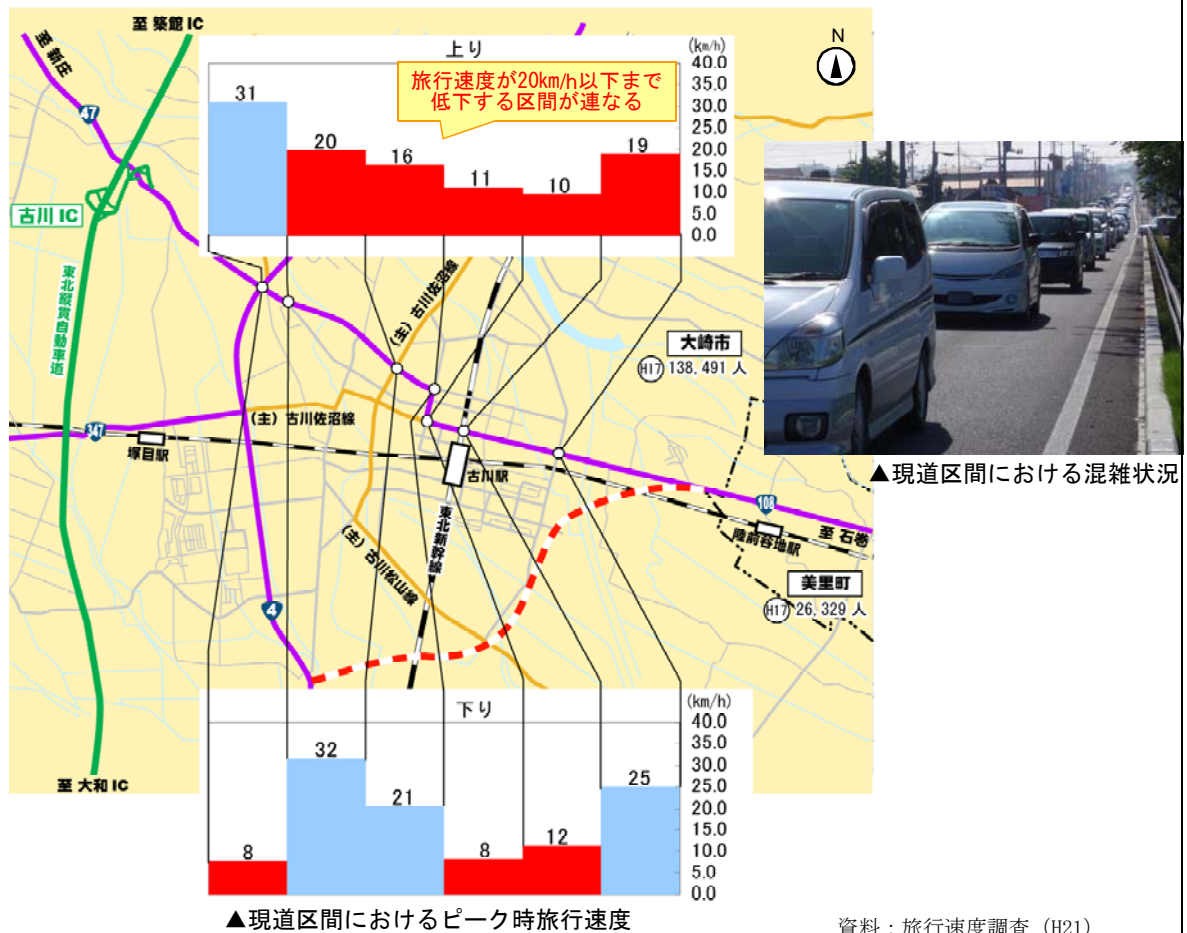 至 築館 IC
至 新庄
47
上り
(km/h)
旅行速度が20km/h以下まで
低下する区間が連なる
31
20
16
11
10
19
40.0
35.0
30.0
25.0
20.0
15.0
10.0
5.0
0.0
N
古川 IC
東北縦貫自動車道
(主) 古川佐沼線
大崎市
H17 138,491 人
▲現道区間における混雑状況
347
塚目駅
(主) 古川佐沼線
古川駅
東北新幹線
(主) 古川松山線
108
陸前谷地駅
至 石巻
美里町
H17 26,329 人
4
至 大和 IC
下り
(km/h)
8
32
21
8
12
25
40.0
35.0
30.0
25.0
20.0
15.0
10.0
5.0
0.0
▲現道区間におけるピーク時旅行速度
資料：旅行速度調査（H21）